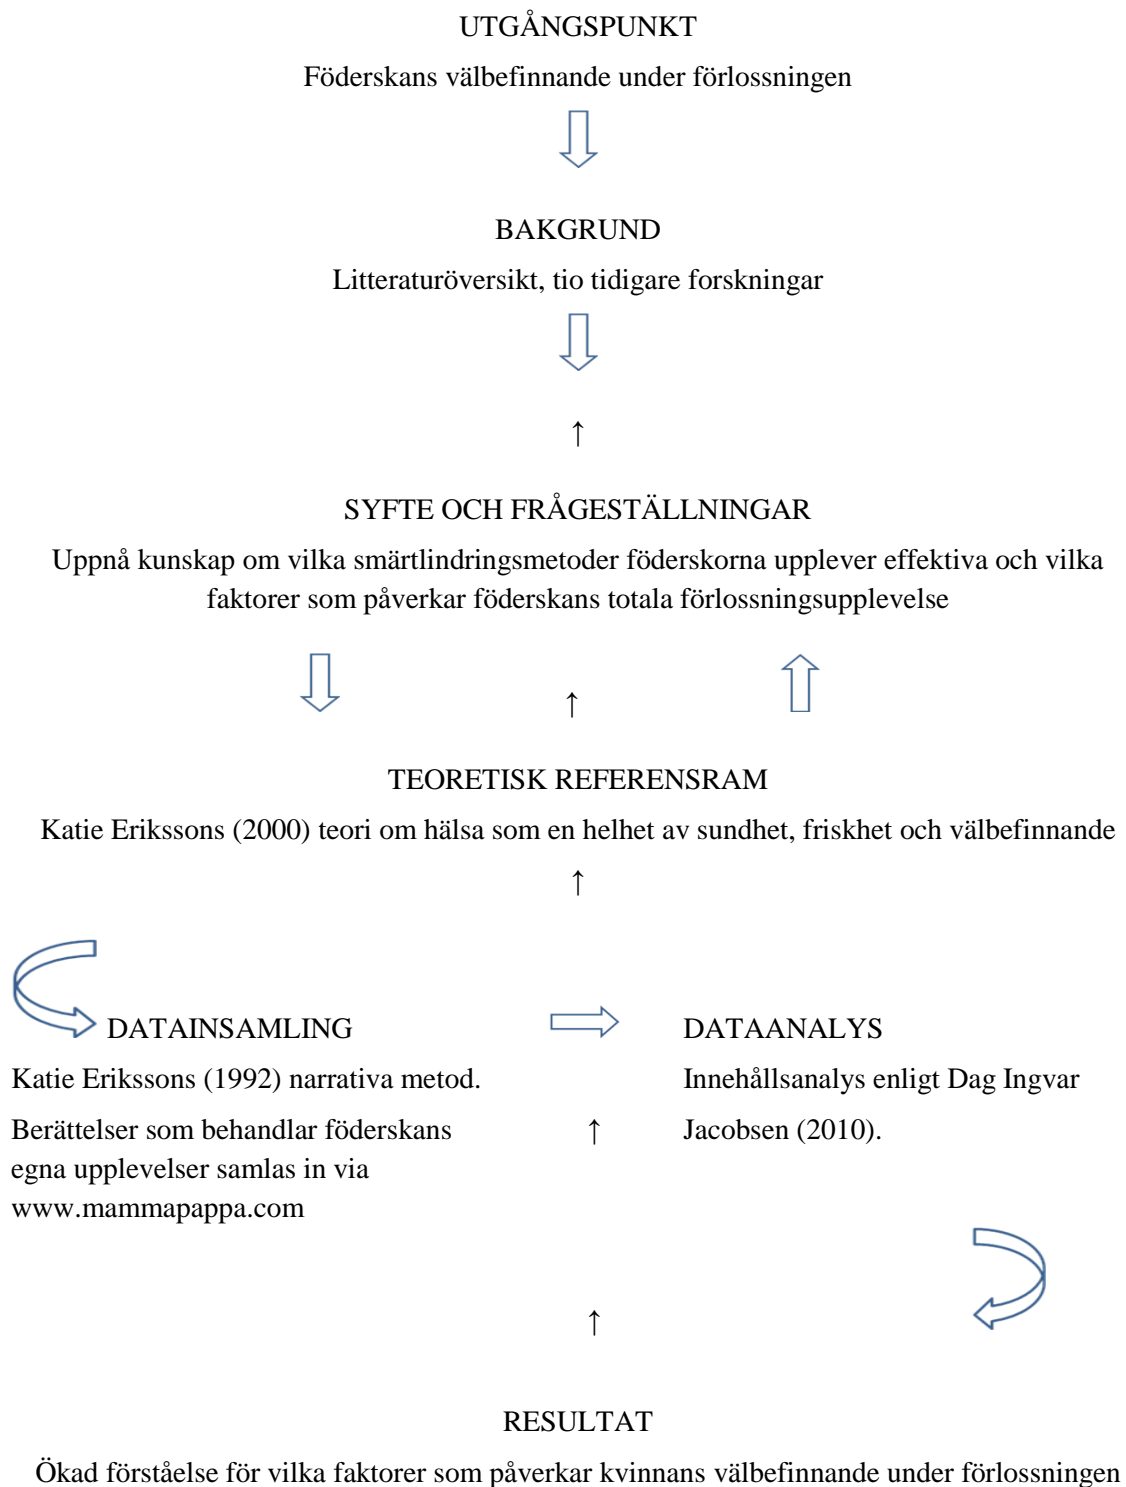 UTGÅNGSPUNKT
Föderskans välbefinnande under förlossningen
BAKGRUND
Litteraturöversikt, tio tidigare forskningar
↑
SYFTE OCH FRÅGESTÄLLNINGAR
Uppnå kunskap om vilka smärtlindringsmetoder föderskorna upplever effektiva och vilka
faktorer som påverkar föderskans totala förlossningsupplevelse
↑
TEORETISK REFERENSRAM
Katie Erikssons (2000) teori om hälsa som en helhet av sundhet, friskhet och välbefinnande
↑
DATAINSAMLING
Katie Erikssons (1992) narrativa metod.
Berättelser som behandlar föderskans
egna upplevelser samlas in via
www.mammapappa.com
DATAANALYS
Innehållsanalys enligt Dag Ingvar
↑ Jacobsen (2010).
↑
RESULTAT
Ökad förståelse för vilka faktorer som påverkar kvinnans välbefinnande under förlossningen